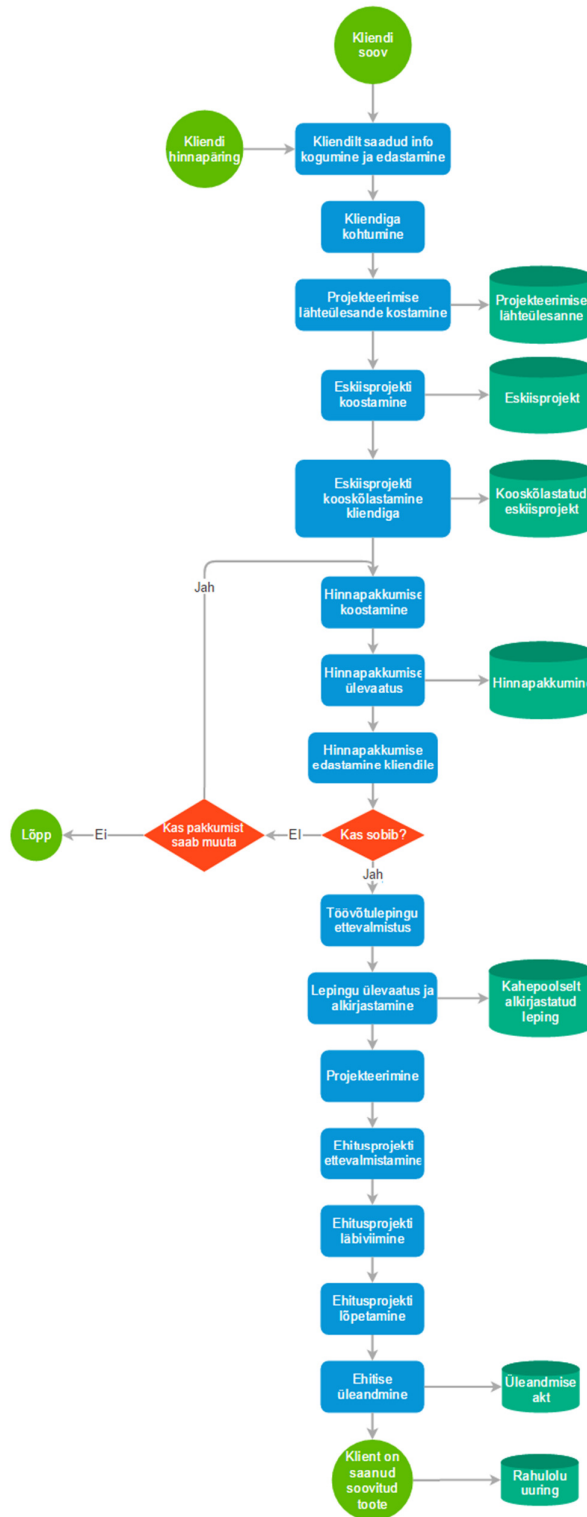 Kliendi
soov
Kliendi
hinnapäring
Kliendilt saadud info
kogumine ja edastamine
Kliendiga
kohtumine
Projekteerimise
lähteülesande kostamine
Projekteerimise
lähteülesanne
Eskiisprojekti
koostamine
Eskiisprojekt
Eskiisprojekti
kooskõlastamine
kliendiga
Kooskõlastatud
eskiisprojekt
Jah
Hinnapakkumise
koostamine
Hinnapakkumise
ülevaatus
Hinnapakkumine
Hinnapakkumise
edastamine kliendile
Lõpp
Ei
Kas pakkumist
saab muuta
EI
Kas sobib?
Jah
Töövõtulepingu
ettevalmistus
Lepingu ülevaatus ja
alkirjastamine
Kahepoolselt
alkirjastatud
leping
Projekteerimine
Ehitusprojekti
ettevalmistamine
Ehitusprojekti
läbiviimine
Ehitusprojekti
lõpetamine
Ehitise
üleandmine
Üleandmise
akt
Klient on
saanud
soovitud
toote
Rahulolu
uuring